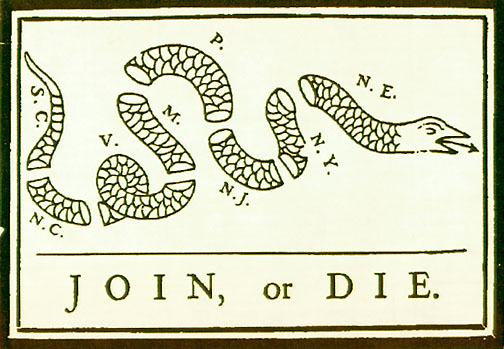 P.
N. E.
S. C.
M.
V.
N. Y.
N. J.
N. C.
JOIN, or DIE.